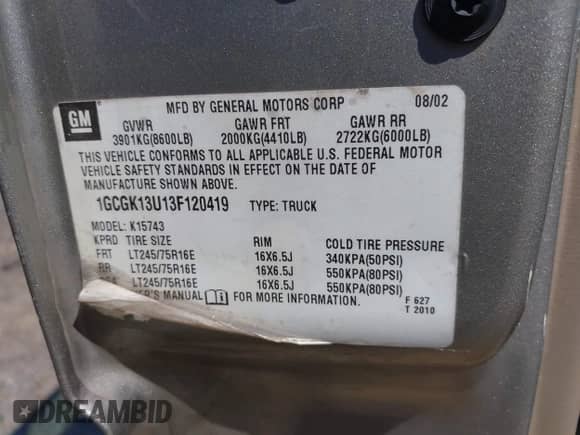 GM
MFD BY GENERAL MOTORS CORP 08/02
GVWR GAWR FRT GAWR RR
3901KG(8600LB) 2000KG(4410LB) 2722KG(6000LB)
THIS VEHICLE CONFORMS TO ALL APPLICABLE U.S. FEDERAL MOTOR
VEHICLE SAFETY STANDARDS IN EFFECT ON THE DATE OF
MANUFACTURE SHOWN ABOVE.
1GCGK13U13F120419 TYPE: TRUCK
MODEL: K15743
KPRD TIRE SIZE RIM COLD TIRE PRESSURE
FRT LT245/75R16E 16X6.5J 340KPA(50PSI)
RR LT245/75R16E 16X6.5J 550KPA(80PSI)
LT245/75R16E 16X6.5J 550KPA(80PSI)
MANUAL FOR ADDITIONAL INFORMATION F 627
T 2010
DREAMBID